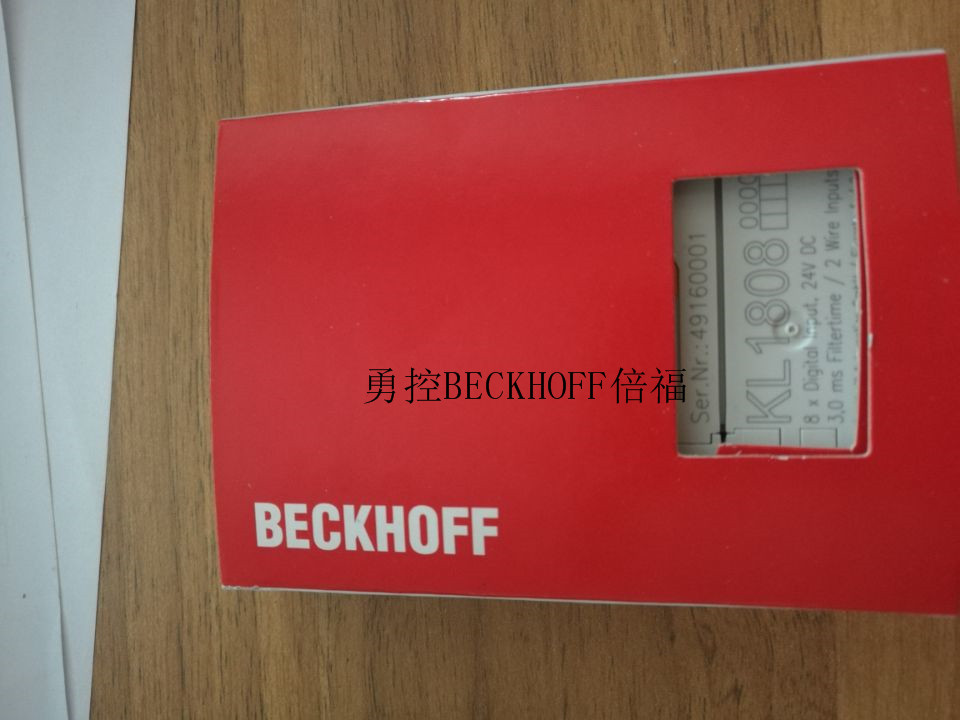 勇控BECKHOFF倍福
BECKHOFF
Ser.Nr.: 49160001
KL1808
8 x Digital Input, 24V DC
3,0 ms Filtertime / 2 Wire Inputs